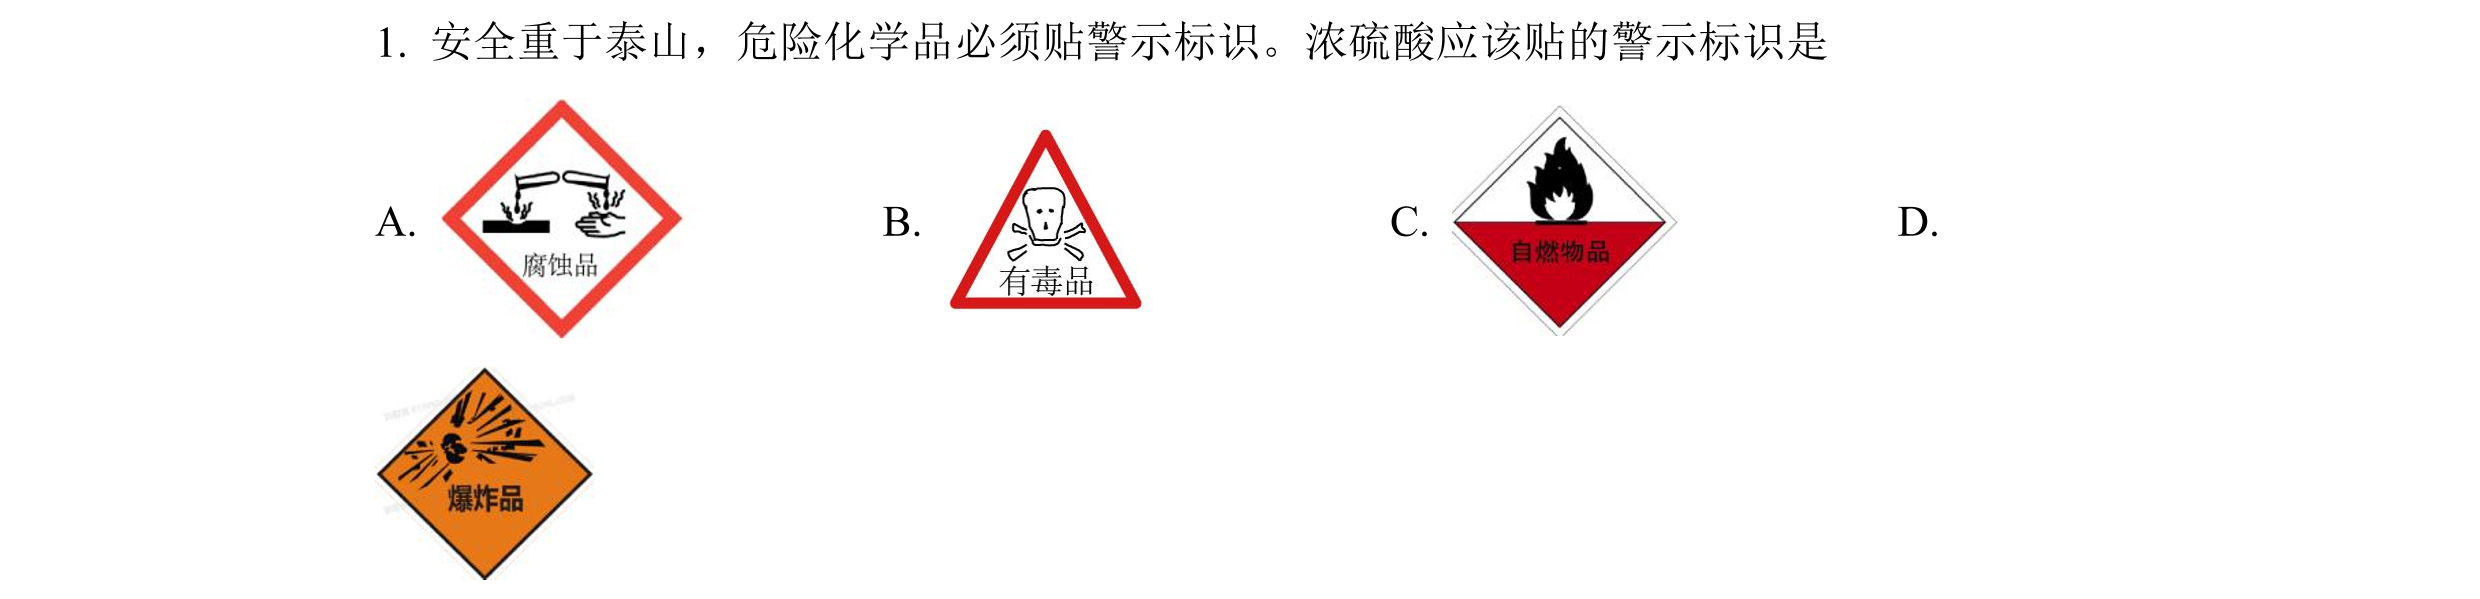 1. 安全重于泰山，危险化学品必须贴警示标识。浓硫酸应该贴的警示标识是
A. 腐蚀品 B. 有毒品 C. 自燃物品 D.
爆炸品